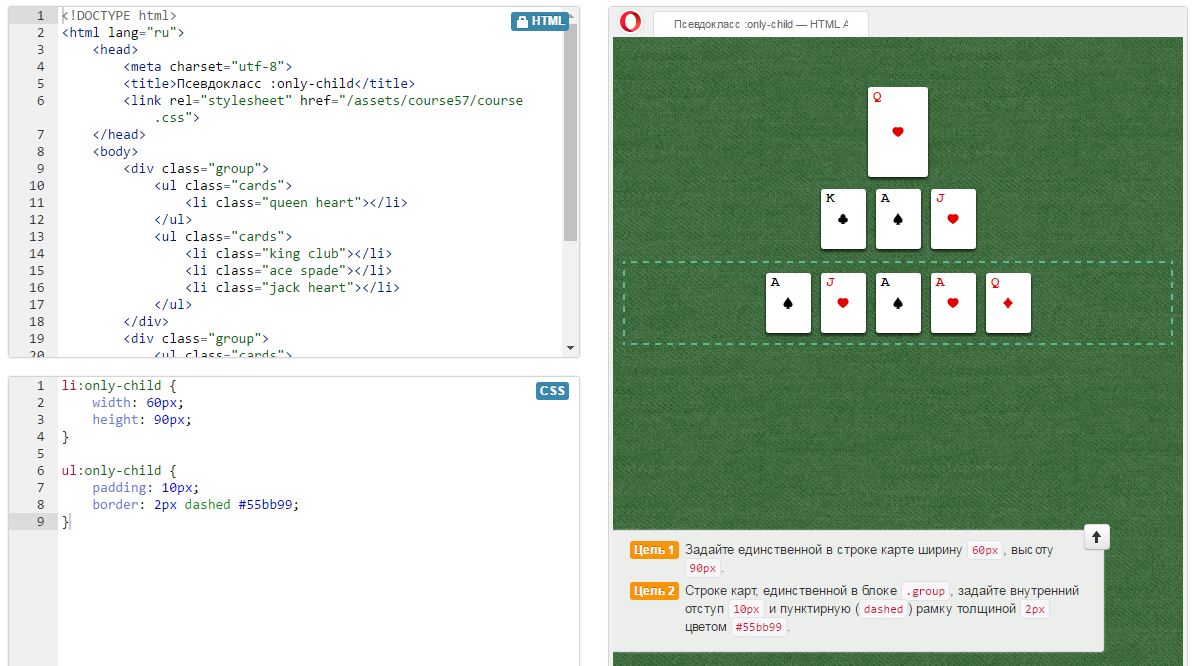 1 <!DOCTYPE html>
HTML
2 <html lang="ru">
3 <head>
4 <meta charset="utf-8">
5 <title>Псевдокласс :only-child</title>
6 <link rel="stylesheet" href="/assets/course57/course
.css">
7 </head>
8 <body>
9 <div class="group">
10 <ul class="cards">
11 <li class="queen heart"></li>
12 </ul>
13 <ul class="cards">
14 <li class="king club"></li>
15 <li class="ace spade"></li>
16 <li class="jack heart"></li>
17 </ul>
18 </div>
19 <div class="group">
20 <ul class="cards">
CSS
1 li:only-child {
2 width: 60px;
3 height: 90px;
4 }
5
6 ul:only-child {
7 padding: 10px;
8 border: 2px dashed #55bb99;
9 }
Псевдокласс :only-child — HTML A
Q
K A J
A J A A Q
Цель 1 Задайте единственной в строке карте ширину 60px, высоту
90px.
Цель 2 Строке карт, единственной в блоке .group, задайте внутренний
отступ 10px и пунктирную (dashed) рамку толщиной 2px
цветом #55bb99.